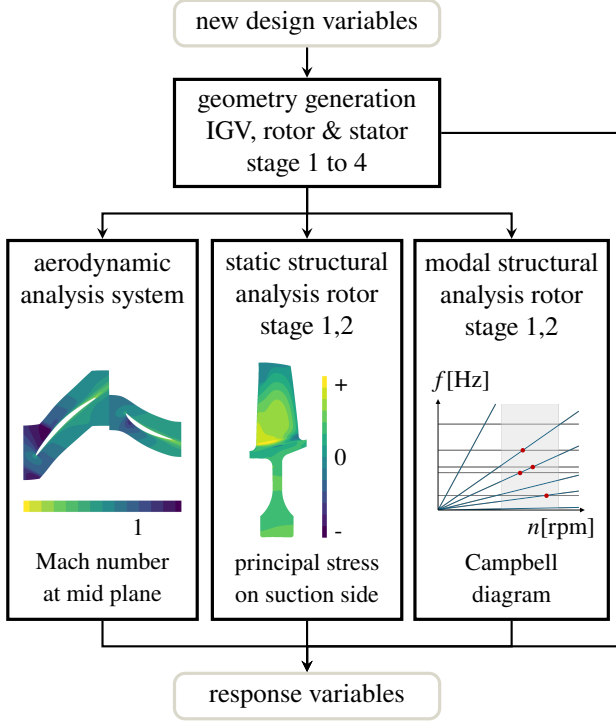 new design variables
geometry generation
IGV, rotor & stator
stage 1 to 4
aerodynamic
analysis system
1
Mach number
at mid plane
static structural
analysis rotor
stage 1,2
+
0
-
principal stress
on suction side
modal structural
analysis rotor
stage 1,2
f[Hz]
n[rpm]
Campbell
diagram
response variables